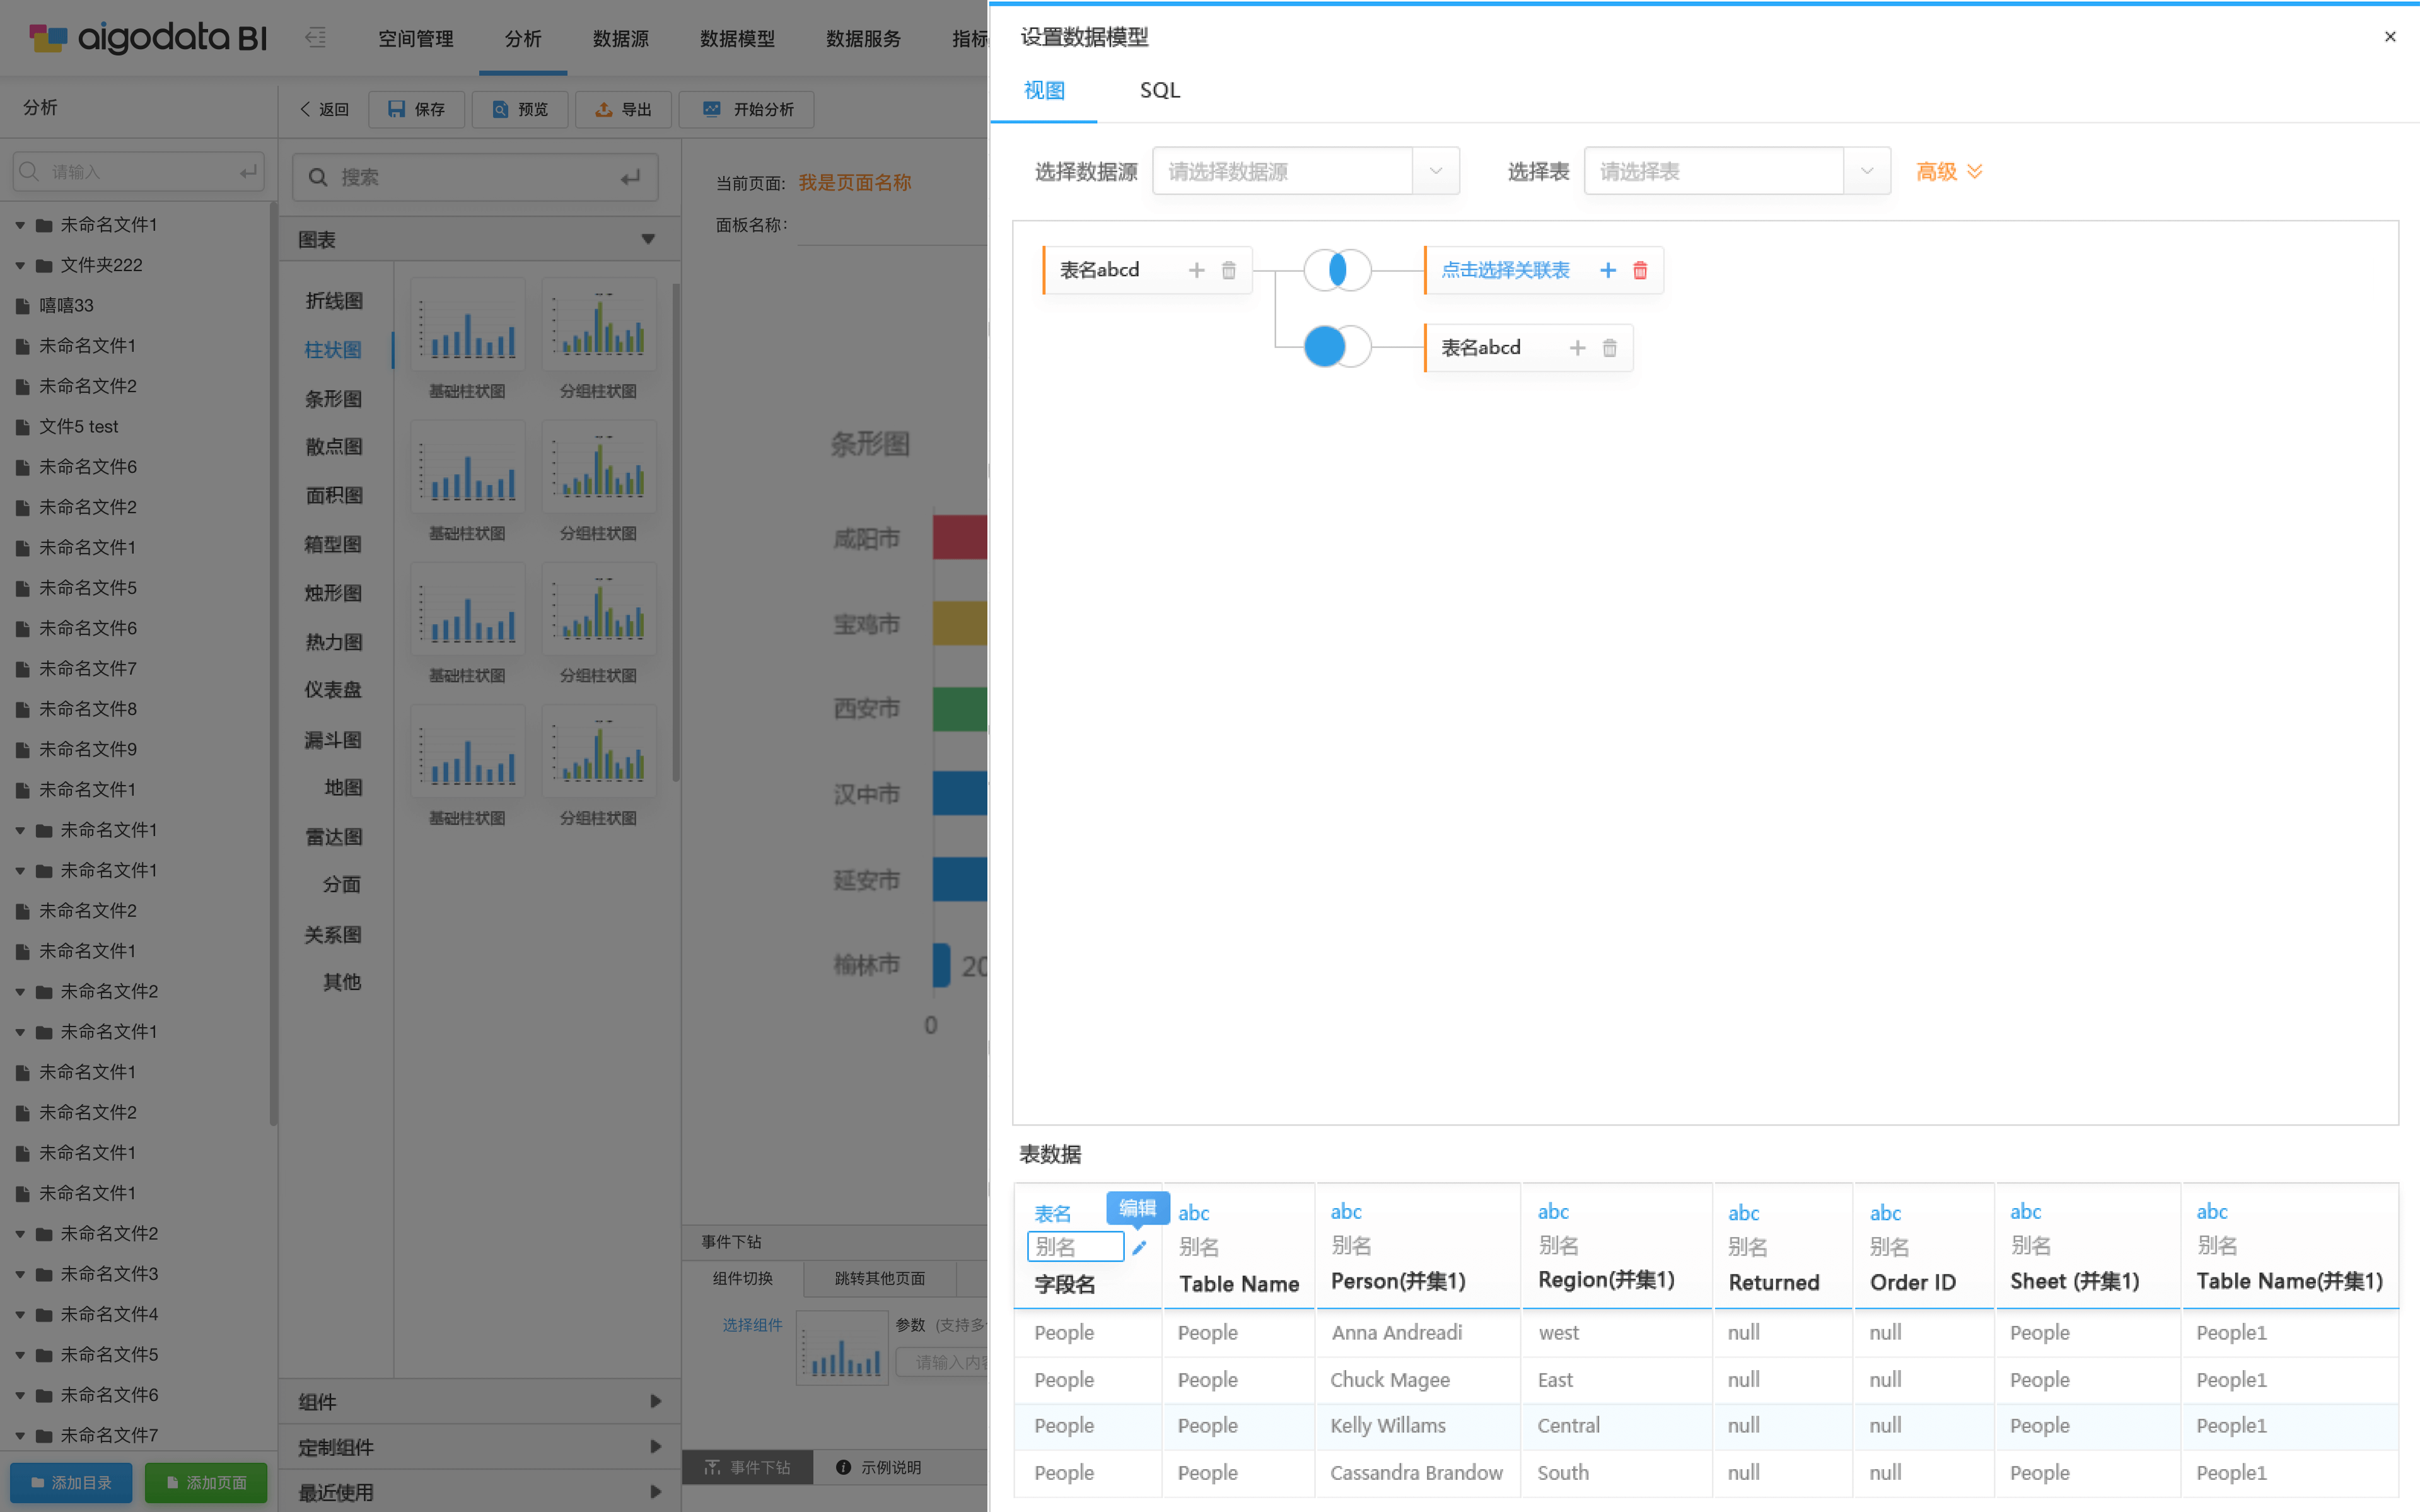 aigodata BI
空间管理
分析
数据源
数据模型
数据服务
指标
分析
返回
保存
预览
导出
开始分析
请输入
未命名文件1
文件夹222
嘻嘻33
未命名文件1
未命名文件2
文件5 test
未命名文件6
未命名文件2
未命名文件1
未命名文件5
未命名文件6
未命名文件7
未命名文件8
未命名文件9
未命名文件1
未命名文件1
未命名文件1
未命名文件2
未命名文件1
未命名文件2
未命名文件1
未命名文件1
未命名文件2
未命名文件1
未命名文件1
未命名文件2
未命名文件3
未命名文件4
未命名文件5
未命名文件6
未命名文件7
添加目录
添加页面
搜索
图表
折线图
柱状图
条形图
散点图
面积图
箱型图
烛形图
热力图
仪表盘
漏斗图
地图
雷达图
分面
关系图
其他
基础柱状图 分组柱状图
基础柱状图 分组柱状图
基础柱状图 分组柱状图
基础柱状图 分组柱状图
组件
定制组件
最近使用
当前页面: 我是页面名称
面板名称:
条形图
咸阳市
宝鸡市
西安市
汉中市
延安市
榆林市 20
0
事件下钻
组件切换 跳转其他页面
选择组件 参数 (支持多
请输入内容
事件下钻 示例说明
设置数据模型
×
视图 SQL
选择数据源 请选择数据源 选择表 请选择表 高级
表名abcd 点击选择关联表
表名abcd
表数据
编辑
表名 abc abc abc abc abc abc abc
别名 别名 别名 别名 别名 别名 别名 别名
字段名 Table Name Person(并集1) Region(并集1) Returned Order ID Sheet (并集1) Table Name(并集1)
People People Anna Andreadi west null null People People1
People People Chuck Magee East null null People People1
People People Kelly Willams Central null null People People1
People People Cassandra Brandow South null null People People1